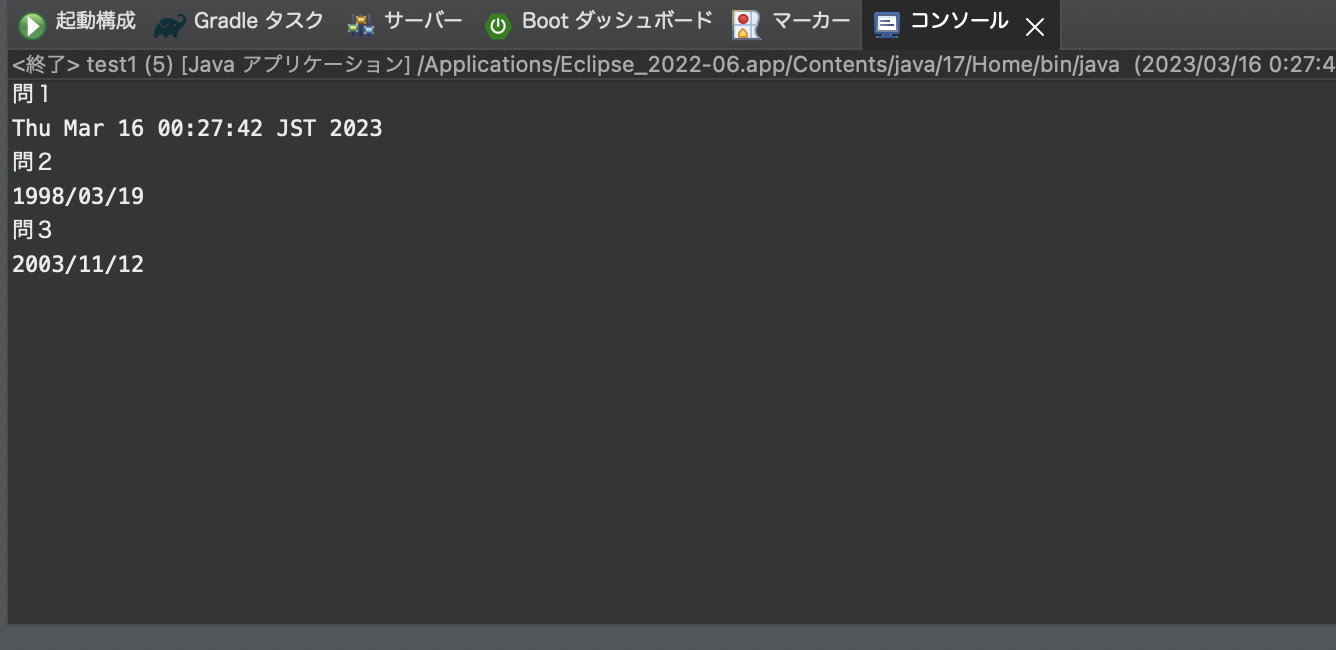 起動構成 Gradle タスク サーバー Boot ダッシュボード マーカー コンソール
<終了> test1 (5) [Java アプリケーション] /Applications/Eclipse_2022-06.app/Contents/java/17/Home/bin/java (2023/03/16 0:27:4
問１
Thu Mar 16 00:27:42 JST 2023
問２
1998/03/19
問３
2003/11/12